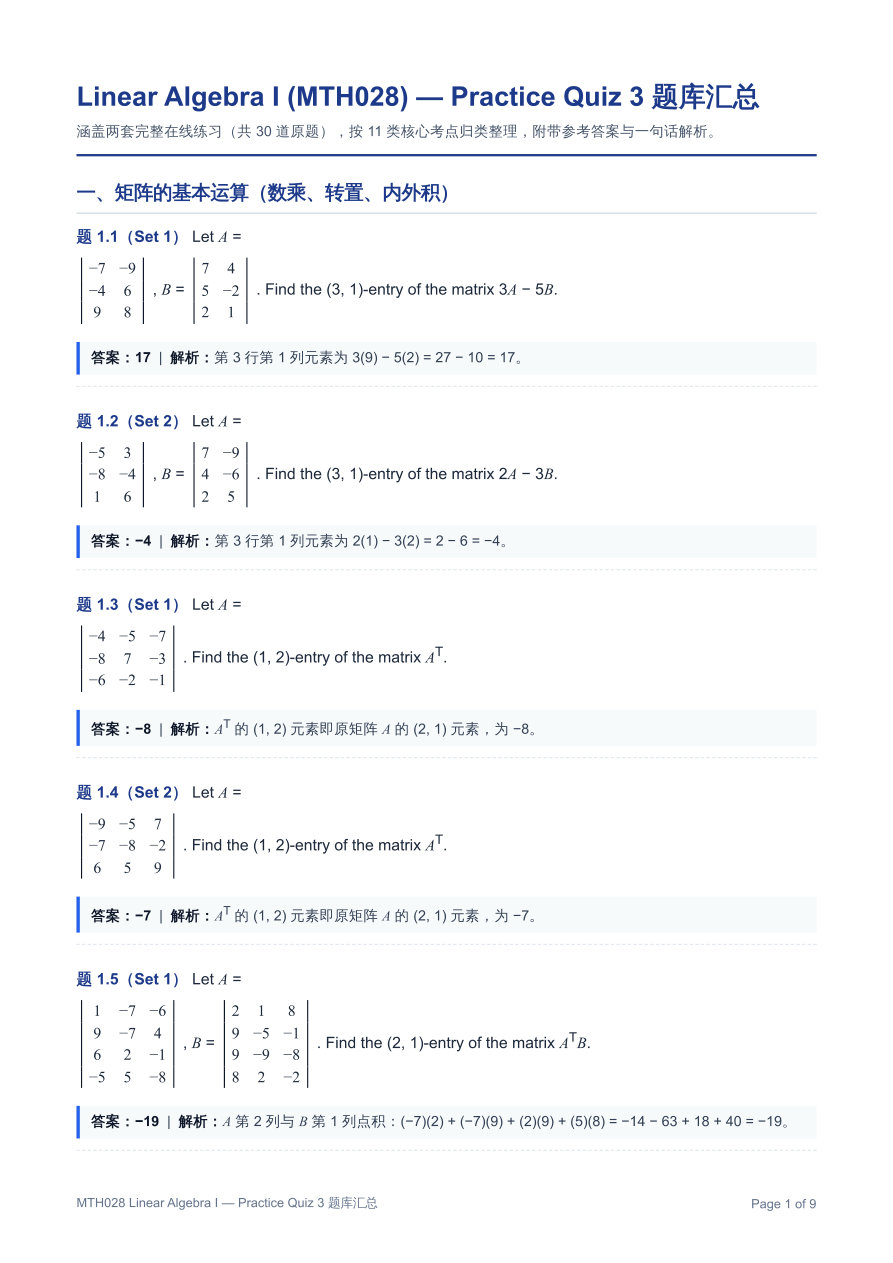 Linear Algebra I (MTH028) — Practice Quiz 3 题库汇总
涵盖两套完整在线练习（共 30 道原题），按 11 类核心考点归类整理，附带参考答案与一句话解析。
一、矩阵的基本运算（数乘、转置、内外积）
题 1.1（Set 1） Let A =
−7 −9
−4 6
9 8
, B =
7 4
5 −2
2 1
. Find the (3, 1)-entry of the matrix 3A − 5B.
答案：17 | 解析：第 3 行第 1 列元素为 3(9) − 5(2) = 27 − 10 = 17。
题 1.2（Set 2） Let A =
−5 3
−8 −4
1 6
, B =
7 −9
4 −6
2 5
. Find the (3, 1)-entry of the matrix 2A − 3B.
答案：−4 | 解析：第 3 行第 1 列元素为 2(1) − 3(2) = 2 − 6 = −4。
题 1.3（Set 1） Let A =
−4 −5 −7
−8 7 −3
−6 −2 −1
. Find the (1, 2)-entry of the matrix Aᵀ.
答案：−8 | 解析：Aᵀ 的 (1, 2) 元素即原矩阵 A 的 (2, 1) 元素，为 −8。
题 1.4（Set 2） Let A =
−9 −5 7
−7 −8 −2
6 5 9
. Find the (1, 2)-entry of the matrix Aᵀ.
答案：−7 | 解析：Aᵀ 的 (1, 2) 元素即原矩阵 A 的 (2, 1) 元素，为 −7。
题 1.5（Set 1） Let A =
1 −7 −6
9 −7 4
6 2 −1
−5 5 −8
, B =
2 1 8
9 −5 −1
9 −9 −8
8 2 −2
. Find the (2, 1)-entry of the matrix AᵀB.
答案：−19 | 解析：A 第 2 列与 B 第 1 列点积：(−7)(2) + (−7)(9) + (2)(9) + (5)(8) = −14 − 63 + 18 + 40 = −19。
MTH028 Linear Algebra I — Practice Quiz 3 题库汇总
Page 1 of 9